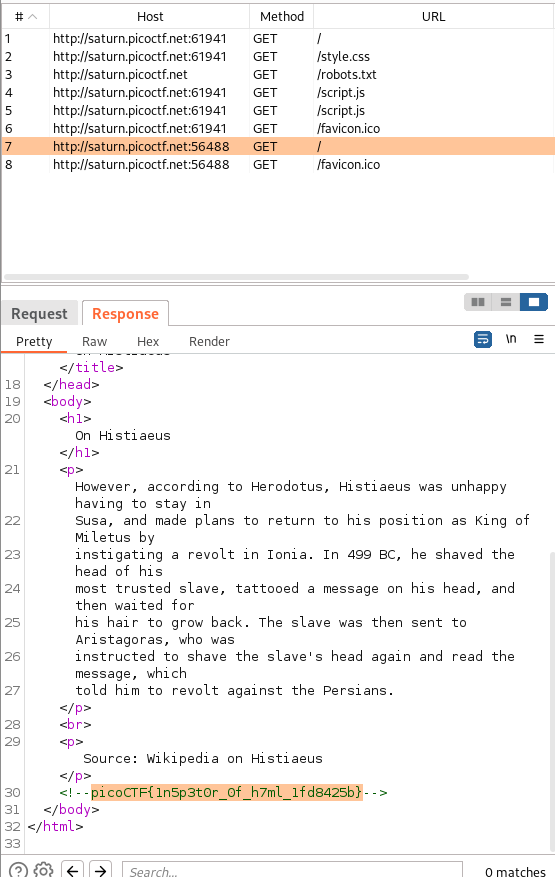 # Host Method URL
1 http://saturn.picoctf.net:61941 GET /
2 http://saturn.picoctf.net:61941 GET /style.css
3 http://saturn.picoctf.net GET /robots.txt
4 http://saturn.picoctf.net:61941 GET /script.js
5 http://saturn.picoctf.net:61941 GET /script.js
6 http://saturn.picoctf.net:61941 GET /favicon.ico
7 http://saturn.picoctf.net:56488 GET /
8 http://saturn.picoctf.net:56488 GET /favicon.ico
Request Response
Pretty Raw Hex Render \n
On Histiaeus
</title>
18 </head>
19 <body>
20 <h1>
On Histiaeus
</h1>
21 <p>
However, according to Herodotus, Histiaeus was unhappy
having to stay in
22 Susa, and made plans to return to his position as King of
Miletus by
23 instigating a revolt in Ionia. In 499 BC, he shaved the
head of his
24 most trusted slave, tattooed a message on his head, and
then waited for
25 his hair to grow back. The slave was then sent to
Aristagoras, who was
26 instructed to shave the slave's head again and read the
message, which
27 told him to revolt against the Persians.
</p>
28 <br>
29 <p>
Source: Wikipedia on Histiaeus
</p>
30 <!--picoCTF{1n5p3t0r_0f_h7ml_1fd8425b}-->
31 </body>
32 </html>
33
Search... 0 matches